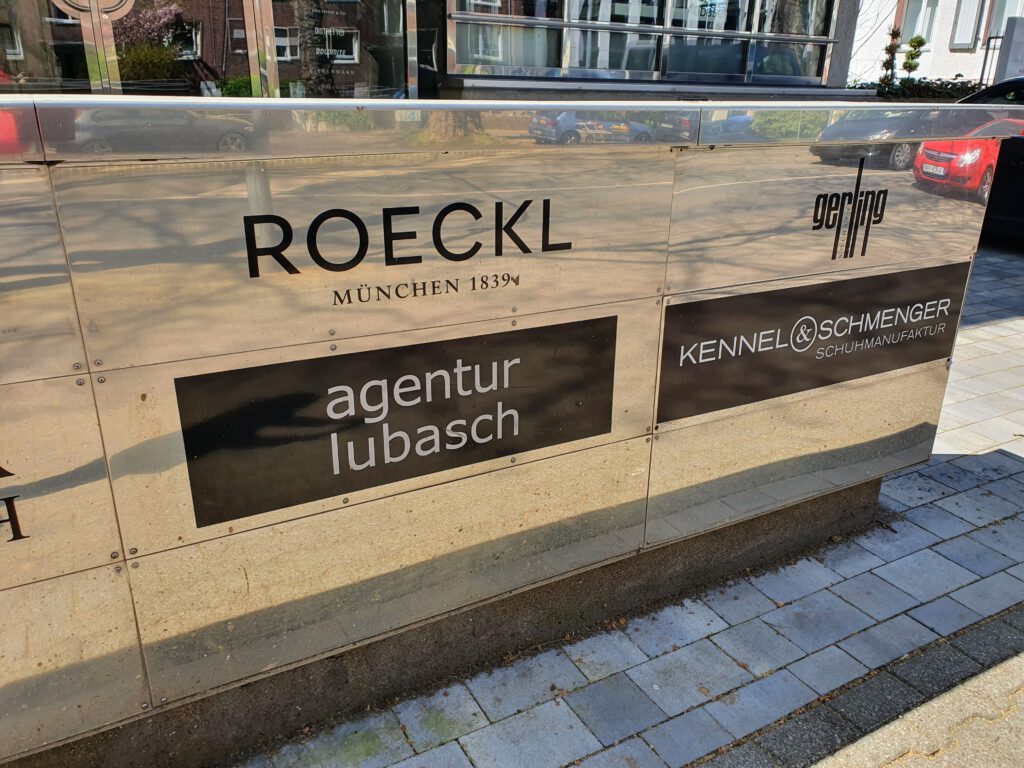 ROECKL
MÜNCHEN 1839
gerling
agentur
lubasch
KENNEL & SCHMENGER
SCHUHMANUFAKTUR